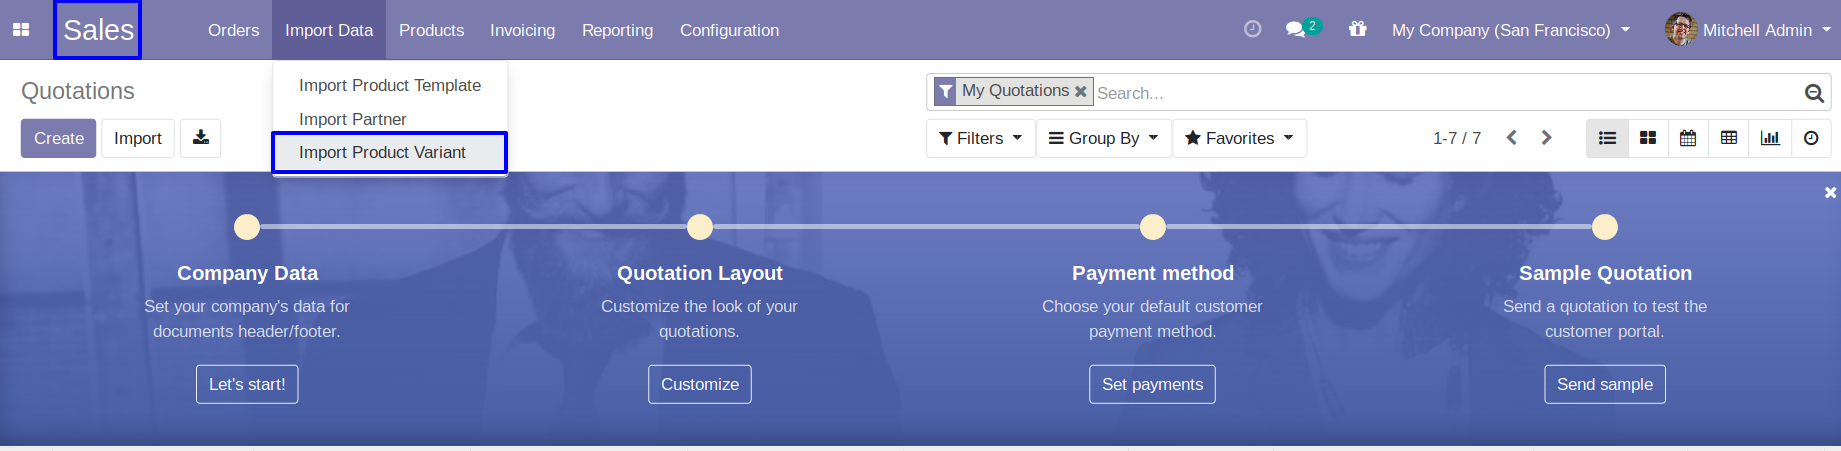 Sales Orders Import Data Products Invoicing Reporting Configuration 2 My Company (San Francisco) Mitchell Admin
Import Product Template
Import Partner
Import Product Variant
Quotations
My Quotations Search...
Create Import
Filters Group By Favorites 1-7 / 7
Company Data
Set your company's data for
documents header/footer.
Let's start!
Quotation Layout
Customize the look of your
quotations.
Customize
Payment method
Choose your default customer
payment method.
Set payments
Sample Quotation
Send a quotation to test the
customer portal.
Send sample